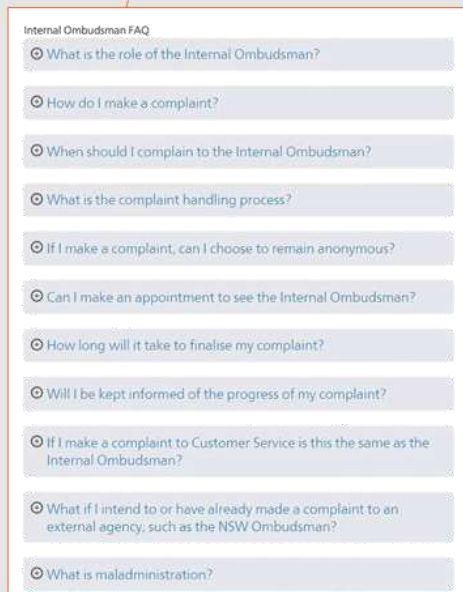 Internal Ombudsman FAQ
What is the role of the Internal Ombudsman?
How do I make a complaint?
When should I complain to the Internal Ombudsman?
What is the complaint handling process?
If I make a complaint, can I choose to remain anonymous?
Can I make an appointment to see the Internal Ombudsman?
How long will it take to finalise my complaint?
Will I be kept informed of the progress of my complaint?
If I make a complaint to Customer Service is this the same as the
Internal Ombudsman?
What if I intend to or have already made a complaint to an
external agency, such as the NSW Ombudsman?
What is maladministration?